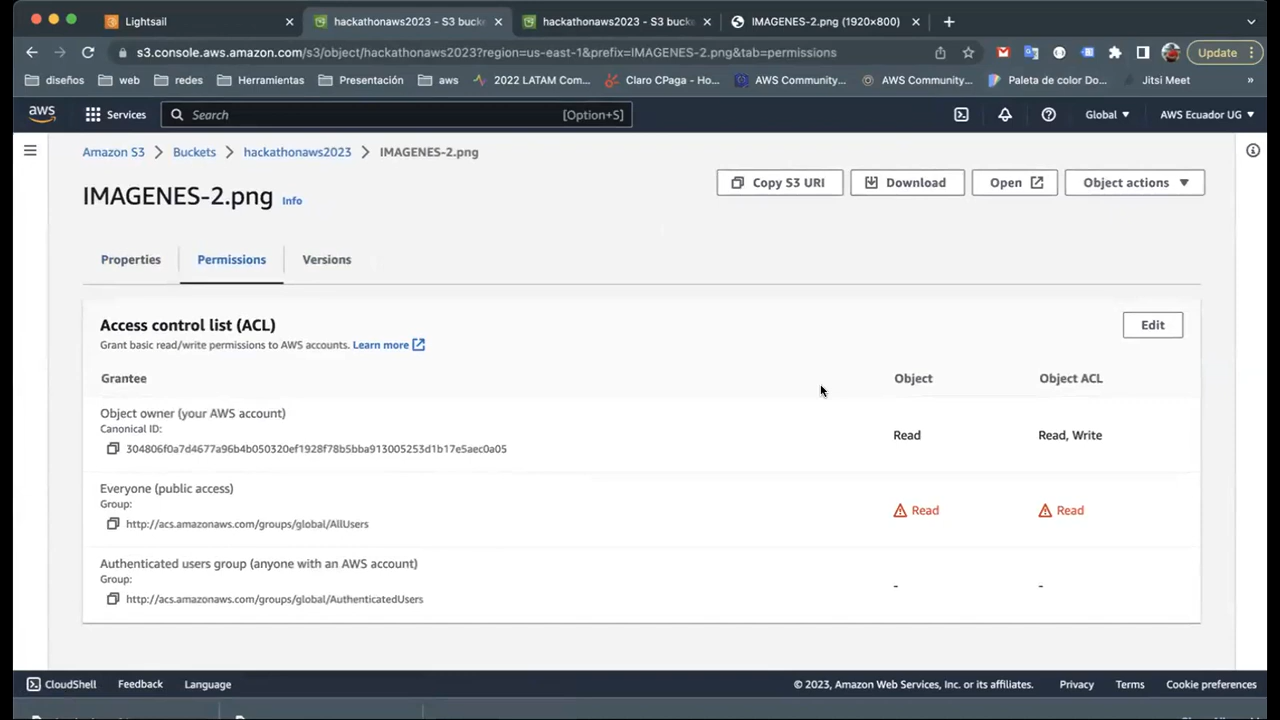 Lightsail
hackathonaws2023 - S3 bucke
hackathonaws2023 - S3 bucke
IMAGENES-2.png (1920×800)
s3.console.aws.amazon.com/s3/object/hackathonaws2023?region=us-east-1&prefix=IMAGENES-2.png&tab=permissions
Update
diseños
web
redes
Herramientas
Presentación
aws
2022 LATAM Com...
Claro CPaga - Ho...
AWS Community...
AWS Community...
Paleta de color Do...
Jitsi Meet
»
aws
Services
Search
[Option+S]
Global
AWS Ecuador UG
Amazon S3 > Buckets > hackathonaws2023 > IMAGENES-2.png
IMAGENES-2.png Info
Copy S3 URI
Download
Open
Object actions
Properties
Permissions
Versions
Access control list (ACL)
Edit
Grant basic read/write permissions to AWS accounts. Learn more
Grantee
Object
Object ACL
Object owner (your AWS account)
Canonical ID:
304806f0a7d4677a96b4b050320ef1928f78b5bba913005253d1b17e5aec0a05
Read
Read, Write
Everyone (public access)
Group:
http://acs.amazonaws.com/groups/global/AllUsers
Read
Read
Authenticated users group (anyone with an AWS account)
Group:
http://acs.amazonaws.com/groups/global/AuthenticatedUsers
-
-
CloudShell
Feedback
Language
© 2023, Amazon Web Services, Inc. or its affiliates.
Privacy
Terms
Cookie preferences